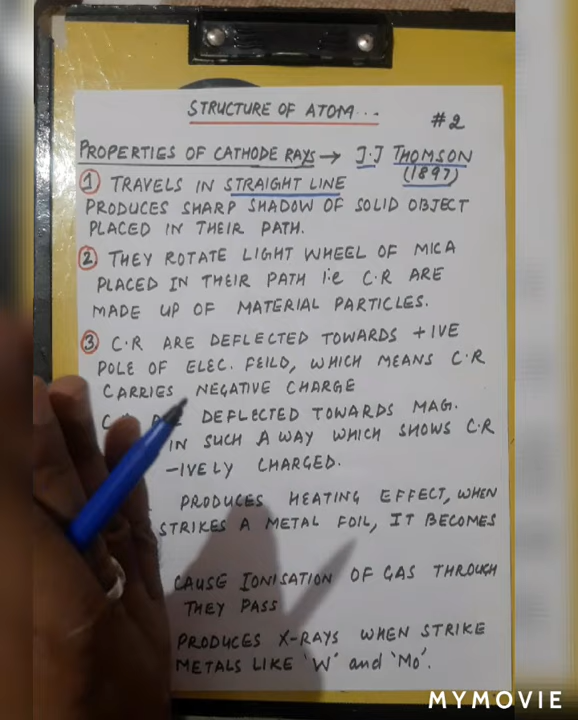 STRUCTURE OF ATOM...
#2
PROPERTIES OF CATHODE RAYS → J.J THOMSON
(1897)
① TRAVELS IN STRAIGHT LINE
PRODUCES SHARP SHADOW OF SOLID OBJECT
PLACED IN THEIR PATH.
② THEY ROTATE LIGHT WHEEL OF MICA
PLACED IN THEIR PATH i.e C.R ARE
MADE UP OF MATERIAL PARTICLES.
③ C.R ARE DEFLECTED TOWARDS +IVE
POLE OF ELEC. FEILD, WHICH MEANS C.R
CARRIES NEGATIVE CHARGE
DEFLECTED TOWARDS MAG.
IN SUCH A WAY WHICH SHOWS C.R
-IVELY CHARGED.
PRODUCES HEATING EFFECT, WHEN
STRIKES A METAL FOIL, IT BECOMES
CAUSE IONISATION OF GAS THROUGH
THEY PASS
PRODUCES X-RAYS WHEN STRIKE
METALS LIKE 'W' and 'Mo'.
MYMOVIE